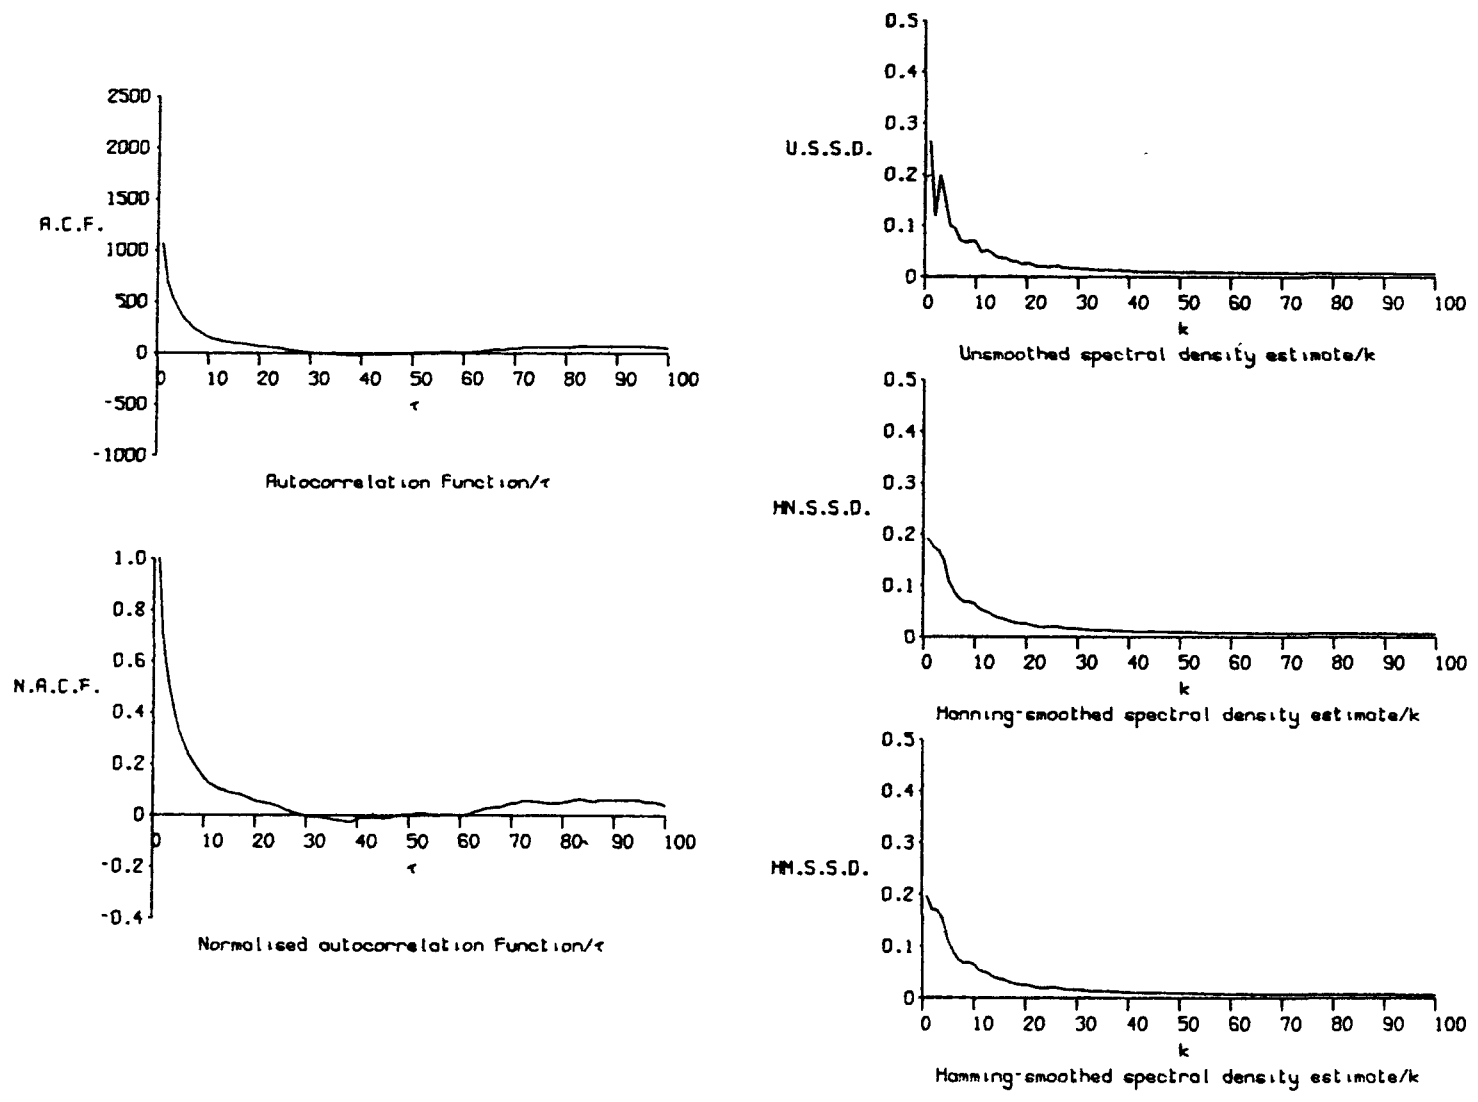 2500
2000
1500
A.C.F.
1000
500
0
0 10 20 30 40 50 60 70 80 90 100
-500
τ
-1000
Autocorrelation Function/τ
1.0
0.8
0.6
N.A.C.F.
0.4
0.2
0
0 10 20 30 40 50 60 70 80 90 100
-0.2
τ
-0.4
Normalised autocorrelation Function/τ
0.5
0.4
0.3
U.S.S.D.
0.2
0.1
0
0 10 20 30 40 50 60 70 80 90 100
k
Unsmoothed spectral density estimate/k
0.5
0.4
0.3
HN.S.S.D.
0.2
0.1
0
0 10 20 30 40 50 60 70 80 90 100
k
Hanning-smoothed spectral density estimate/k
0.5
0.4
0.3
HM.S.S.D.
0.2
0.1
0
0 10 20 30 40 50 60 70 80 90 100
k
Hamming-smoothed spectral density estimate/k